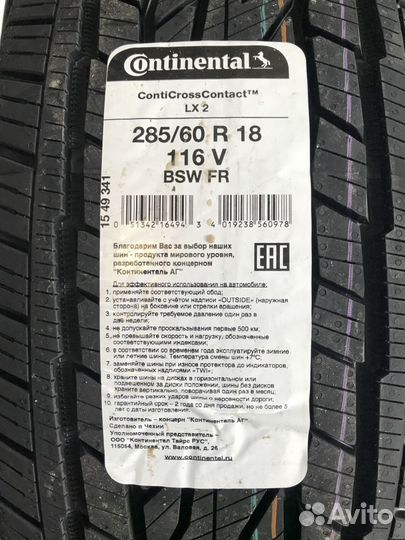 Continental
ContiCrossContact™
LX 2
285/60 R 18
116 V
BSW FR
15 49 341
0 51342 16494 3 4 019238 560978
Благодарим Вас за выбор наших
шин - продукта мирового уровня,
разработанного концерном
"Континенталь АГ"
EAC
Для эффективного использования на автомобиле:
1. применяйте соответствующий обод;
2. устанавливайте с учётом надписи «OUTSIDE» (наружная
сторона) на боковине или стрелки вращения;
3. контролируйте требуемое давление один раз в
две недели;
4. не допускайте проскальзывания первые 500 км;
5. не превышайте скорость и нагрузку, обозначенные
соответствующими индексами;
6. в соответствии со временем года эксплуатируйте зимние
или летние шины. Температура смены шин +7°C;
7. заменяйте шины при износе протектора до индикаторов,
обозначенных надписями «TWI»;
8. храните шины на дисках в горизонтальном или
подвешенном за диски положении, шины без дисков
храните вертикально, поворачивая один раз в месяц;
9. избегайте резких ударов шины о неровности дороги;
10. гарантийный срок - 2 года со дня продажи, но не более 5
лет с даты изготовления.
Изготовитель - концерн "Континенталь АГ".
Сделано в Чехии
Уполномоченный представитель -
ООО "Континентал Тайрс РУС",
115054, Москва, ул. Валовая, д. 26
www.continental.ru
Avito